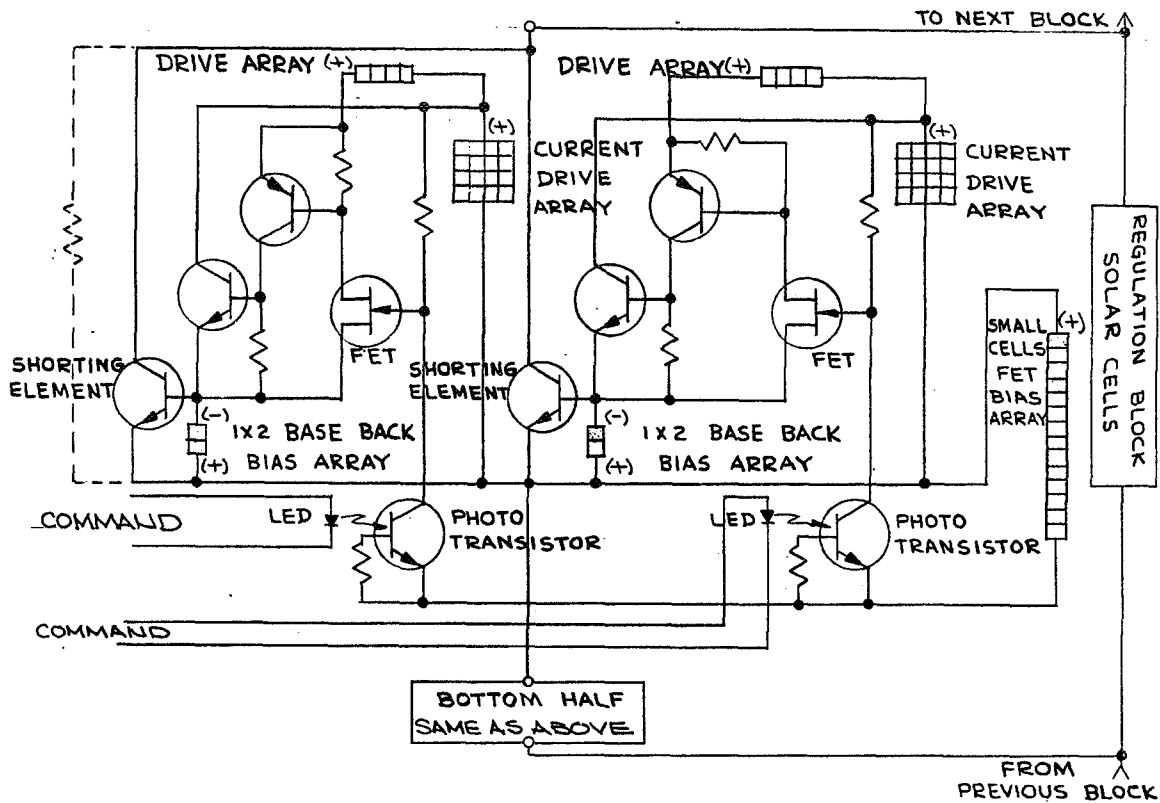 TO NEXT BLOCK
DRIVE ARRAY (+)
DRIVE ARRAY (+)
(+)
CURRENT
DRIVE
ARRAY
(+)
CURRENT
DRIVE
ARRAY
REGULATION BLOCK
SOLAR CELLS
FET
FET
SMALL
CELLS
FET
BIAS
ARRAY
(+)
SHORTING
ELEMENT
SHORTING
ELEMENT
(-)
(+)
1X2 BASE BACK
BIAS ARRAY
(-)
(+)
1X2 BASE BACK
BIAS ARRAY
COMMAND
LED
PHOTO
TRANSISTOR
LED
PHOTO
TRANSISTOR
COMMAND
BOTTOM HALF
SAME AS ABOVE
FROM
PREVIOUS BLOCK